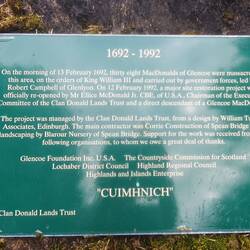 1692 - 1992
On the morning of 13 February 1692, thirty eight MacDonalds of Glencoe were massacre
this area, on the orders of King William III and carried out by government forces, led
Robert Campbell of Glenlyon. On 12 February 1992, a major site restoration project w
officially re-opened by Mr Ellice McDonald Jr. CBE, of U.S.A., Chairman of the Execu
Committee of the Clan Donald Lands Trust and a direct descendant of a Glencoe MacD
The project was managed by the Clan Donald Lands Trust, from a design by William Tu
Associates, Edinburgh. The main contractor was Corrie Construction of Spean Bridge
landscaping by Blarour Nursery of Spean Bridge. Support for the work was received from
following organisations, to whom we owe a great deal of thanks.
Glencoe Foundation Inc. U.S.A. The Countryside Commission for Scotland
Lochaber District Council Highland Regional Council
Highlands and Islands Enterprise
"CUIMHNICH"
Clan Donald Lands Trust